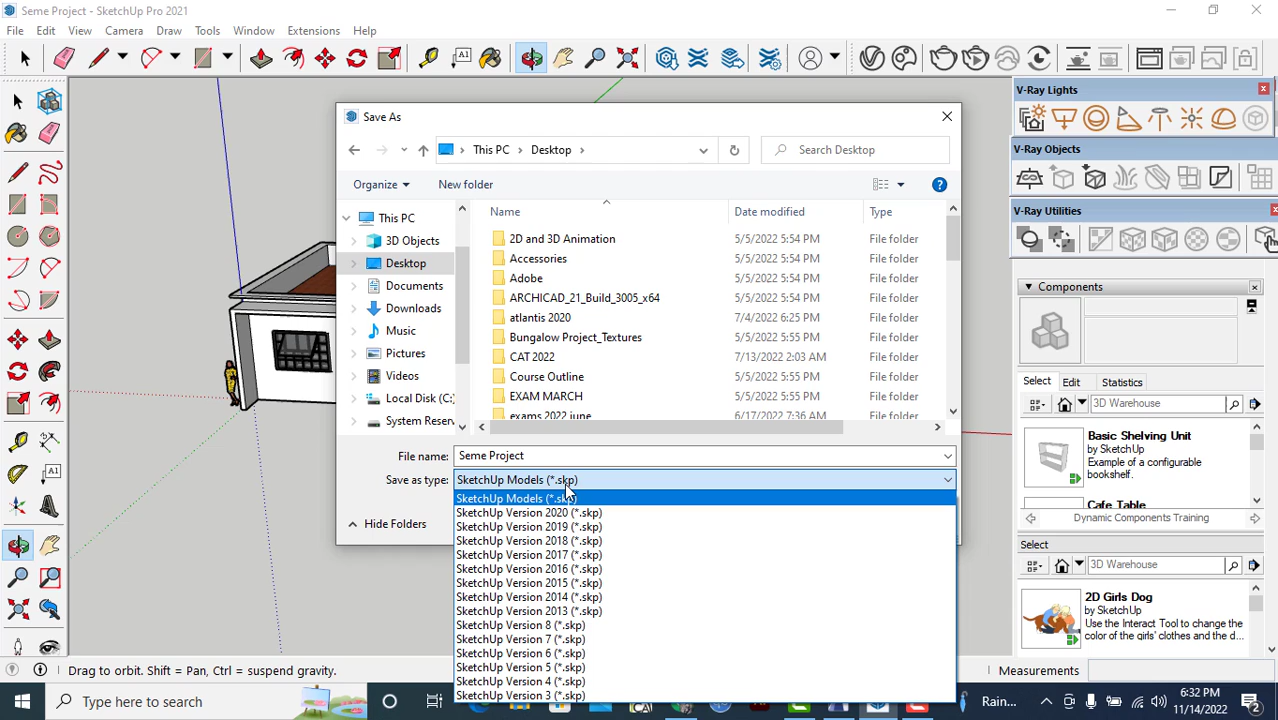 Seme Project - SketchUp Pro 2021
File Edit View Camera Draw Tools Window Extensions Help
V-Ray Lights
V-Ray Objects
V-Ray Utilities
Save As
This PC > Desktop >
Search Desktop
Organize
New folder
Name Date modified Type
This PC
3D Objects
Desktop
Documents
Downloads
Music
Pictures
Videos
Local Disk (C:)
System Reserv
2D and 3D Animation 5/5/2022 5:54 PM File folder
Accessories 5/5/2022 5:54 PM File folder
Adobe 5/5/2022 5:54 PM File folder
ARCHICAD_21_Build_3005_x64 5/5/2022 5:54 PM File folder
atlantis 2020 7/4/2022 6:25 PM File folder
Bungalow Project_Textures 5/5/2022 5:55 PM File folder
CAT 2022 7/13/2022 2:03 AM File folder
Course Outline 5/5/2022 5:55 PM File folder
EXAM MARCH 5/5/2022 5:55 PM File folder
exams 2022 june 6/17/2022 7:36 AM File folder
File name: Seme Project
Save as type: SketchUp Models (*.skp)
Hide Folders
SketchUp Models (*.skp)
SketchUp Version 2020 (*.skp)
SketchUp Version 2019 (*.skp)
SketchUp Version 2018 (*.skp)
SketchUp Version 2017 (*.skp)
SketchUp Version 2016 (*.skp)
SketchUp Version 2015 (*.skp)
SketchUp Version 2014 (*.skp)
SketchUp Version 2013 (*.skp)
SketchUp Version 8 (*.skp)
SketchUp Version 7 (*.skp)
SketchUp Version 6 (*.skp)
SketchUp Version 5 (*.skp)
SketchUp Version 4 (*.skp)
SketchUp Version 3 (*.skp)
Components
Select Edit Statistics
3D Warehouse
Basic Shelving Unit
Example of a configurable
bookshelf.
Cafe Table
Dynamic Components Training
Select
3D Warehouse
2D Girls Dog
by SketchUp
Use the Interact Tool to change the
color of the girls' clothes and the d...
Drag to orbit. Shift = Pan, Ctrl = suspend gravity.
Measurements
Type here to search
Rain...
6:32 PM
11/14/2022